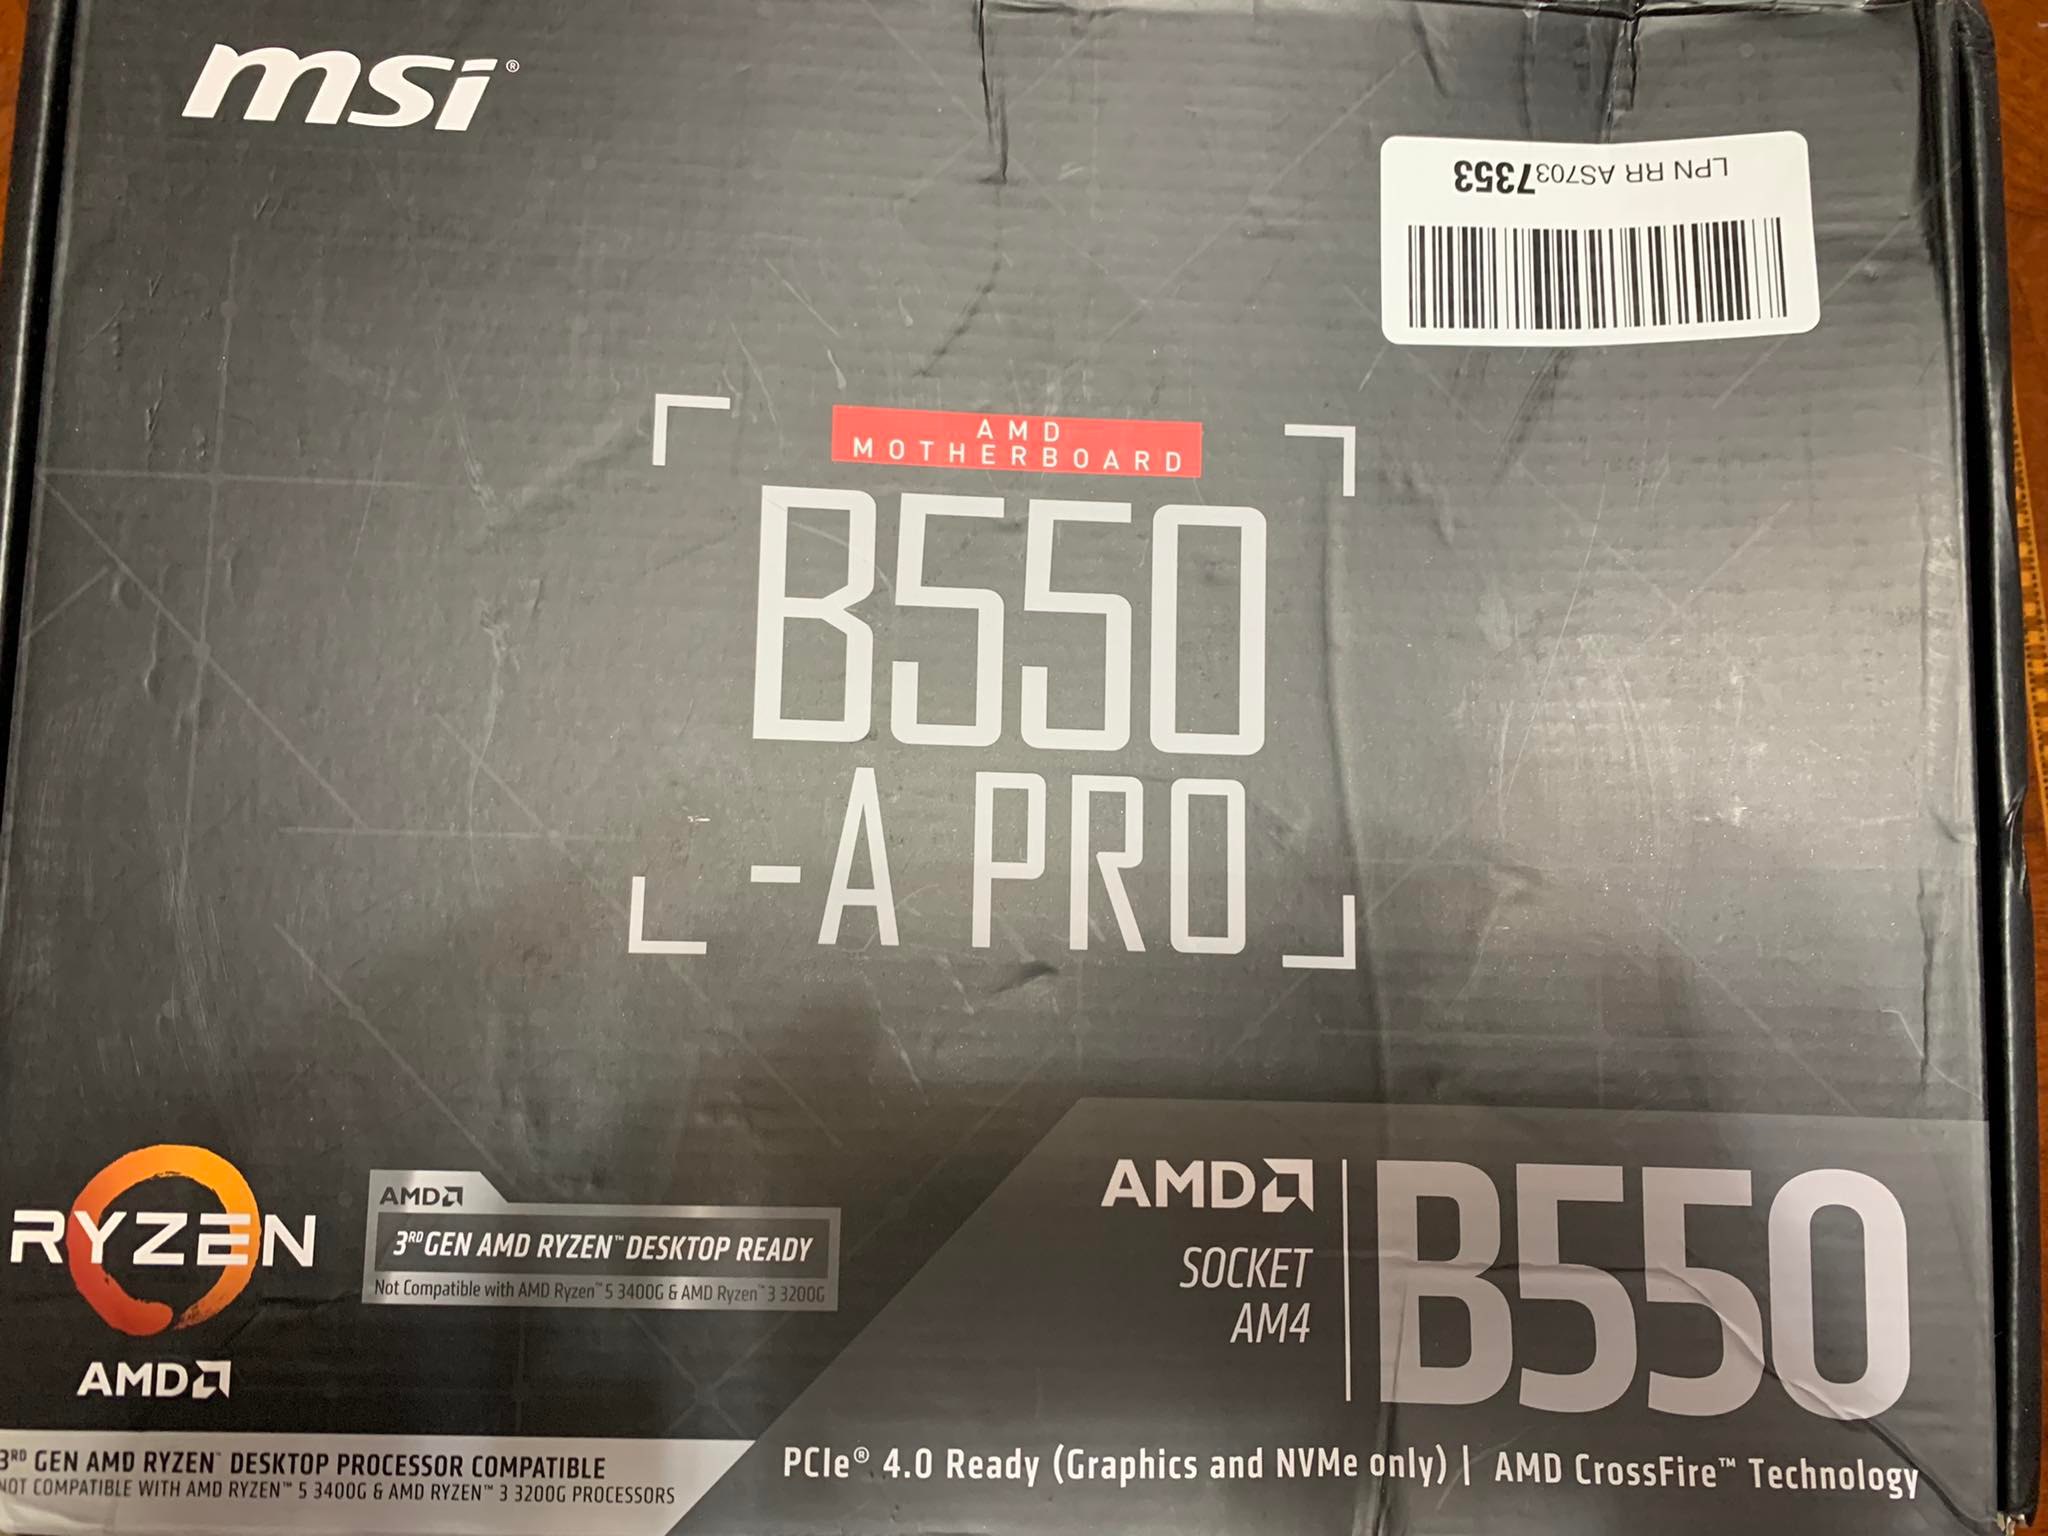 msi®
LPN RR AS7037353
AMD
MOTHERBOARD
B550
-A PRO
RYZEN
AMD
AMD
3RD GEN AMD RYZEN™ DESKTOP READY
Not Compatible with AMD Ryzen™ 5 3400G & AMD Ryzen™ 3 3200G
AMD
SOCKET
AM4
B550
3RD GEN AMD RYZEN™ DESKTOP PROCESSOR COMPATIBLE
NOT COMPATIBLE WITH AMD RYZEN™ 5 3400G & AMD RYZEN™ 3 3200G PROCESSORS
PCIe® 4.0 Ready (Graphics and NVMe only) | AMD CrossFire™ Technology